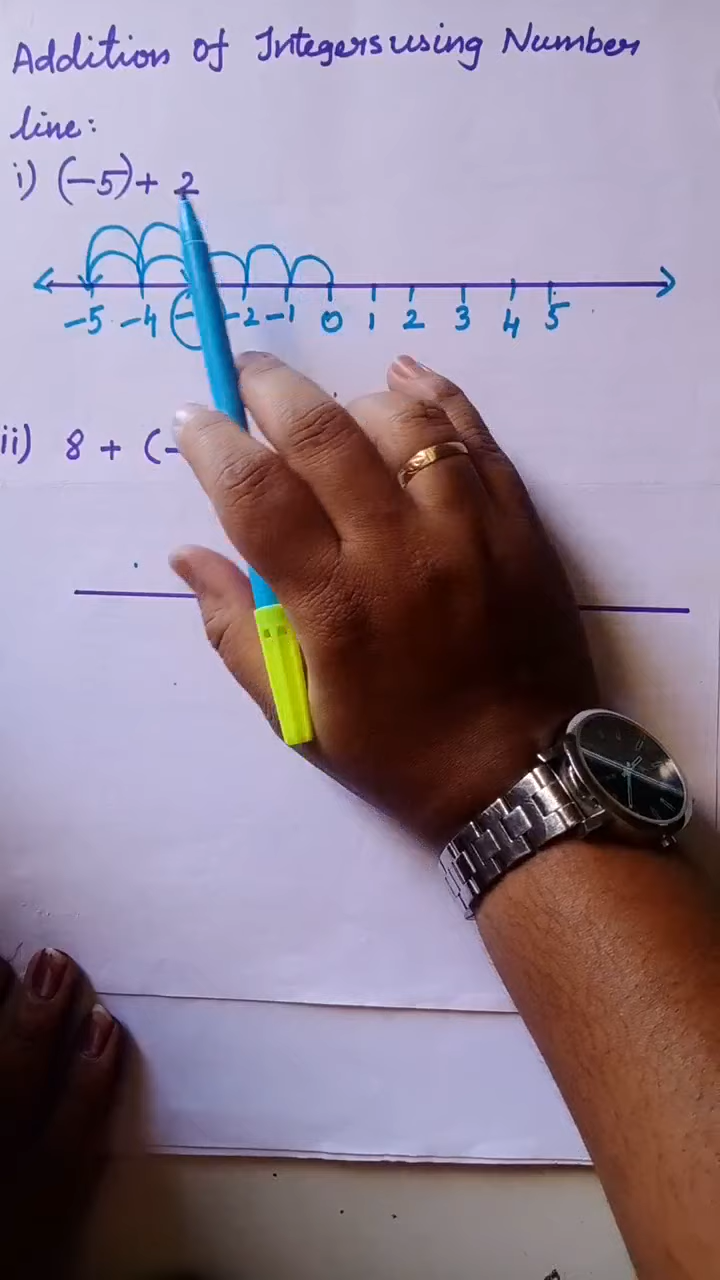 Addition of Integers using Number
line:
i) (-5) + 2
-5 -4 (- -2 -1 0 1 2 3 4 5
ii) 8 + (-